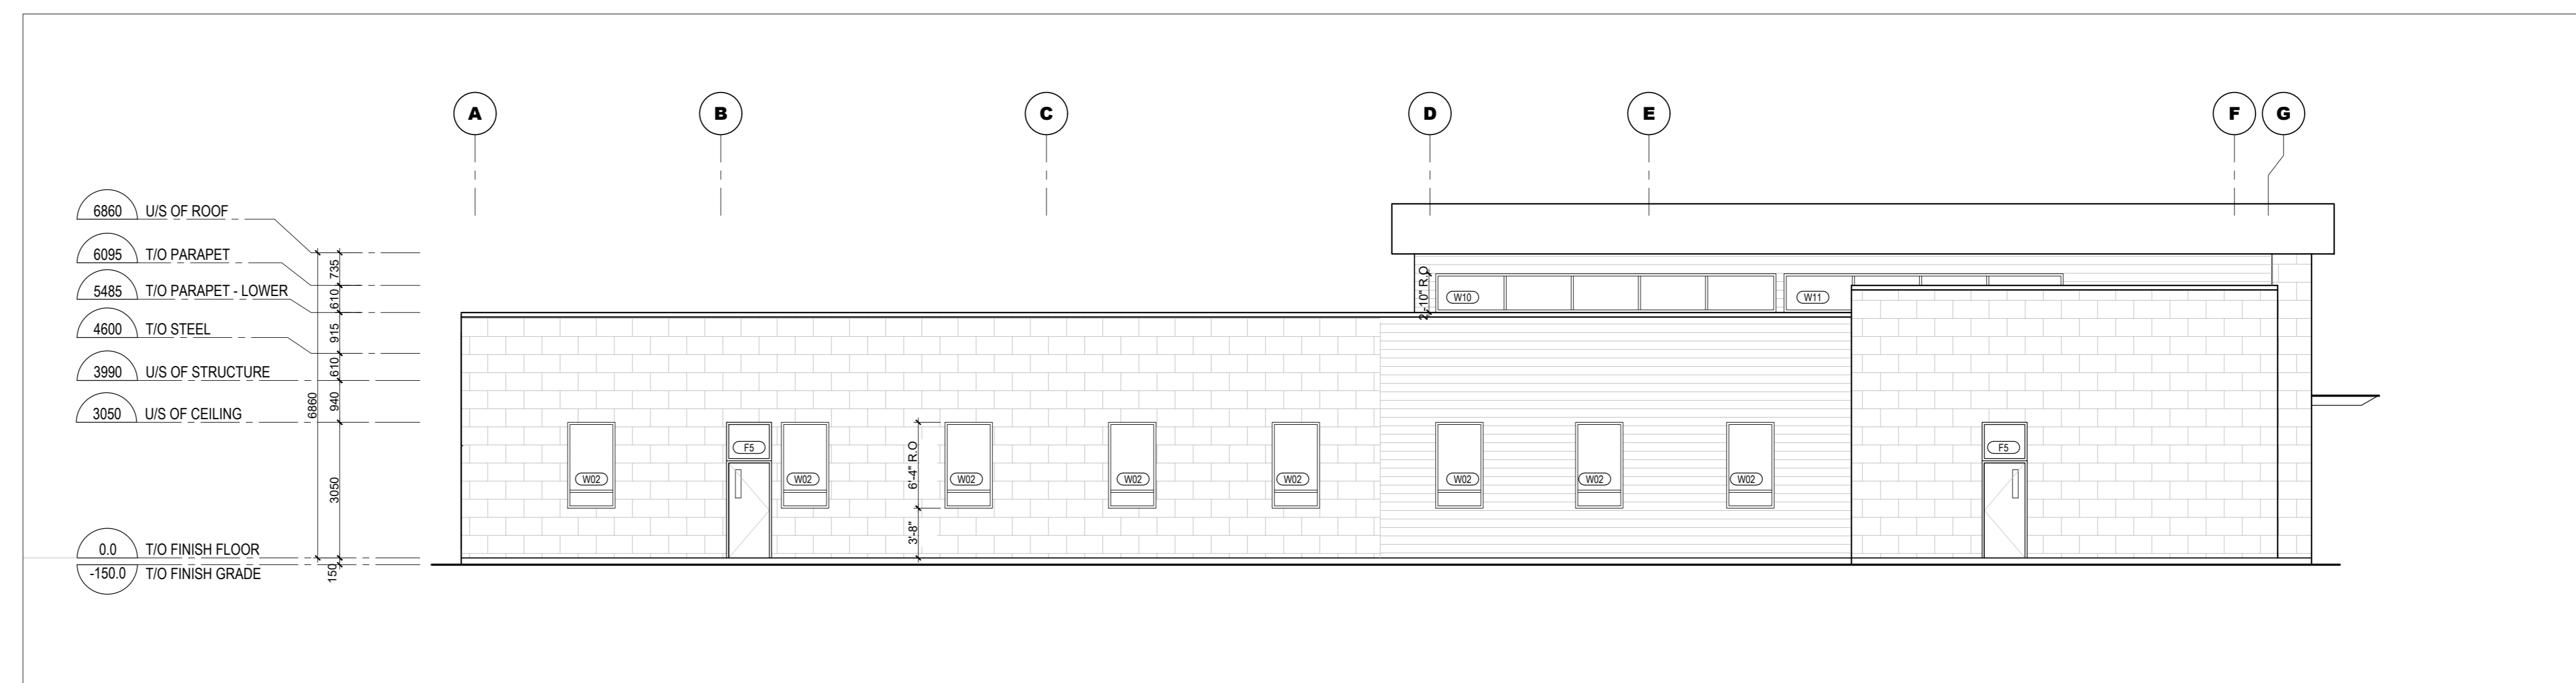 A
B
C
D
E
F
G
6860 U/S OF ROOF
6095 T/O PARAPET
5485 T/O PARAPET - LOWER
4600 T/O STEEL
3990 U/S OF STRUCTURE
3050 U/S OF CEILING
0.0 T/O FINISH FLOOR
-150.0 T/O FINISH GRADE
6860
735
610
915
610
940
3050
150
2'-10" R.O
W10
W11
F5
F5
6'-4" R.O
3'-8"
W02
W02
W02
W02
W02
W02
W02
W02